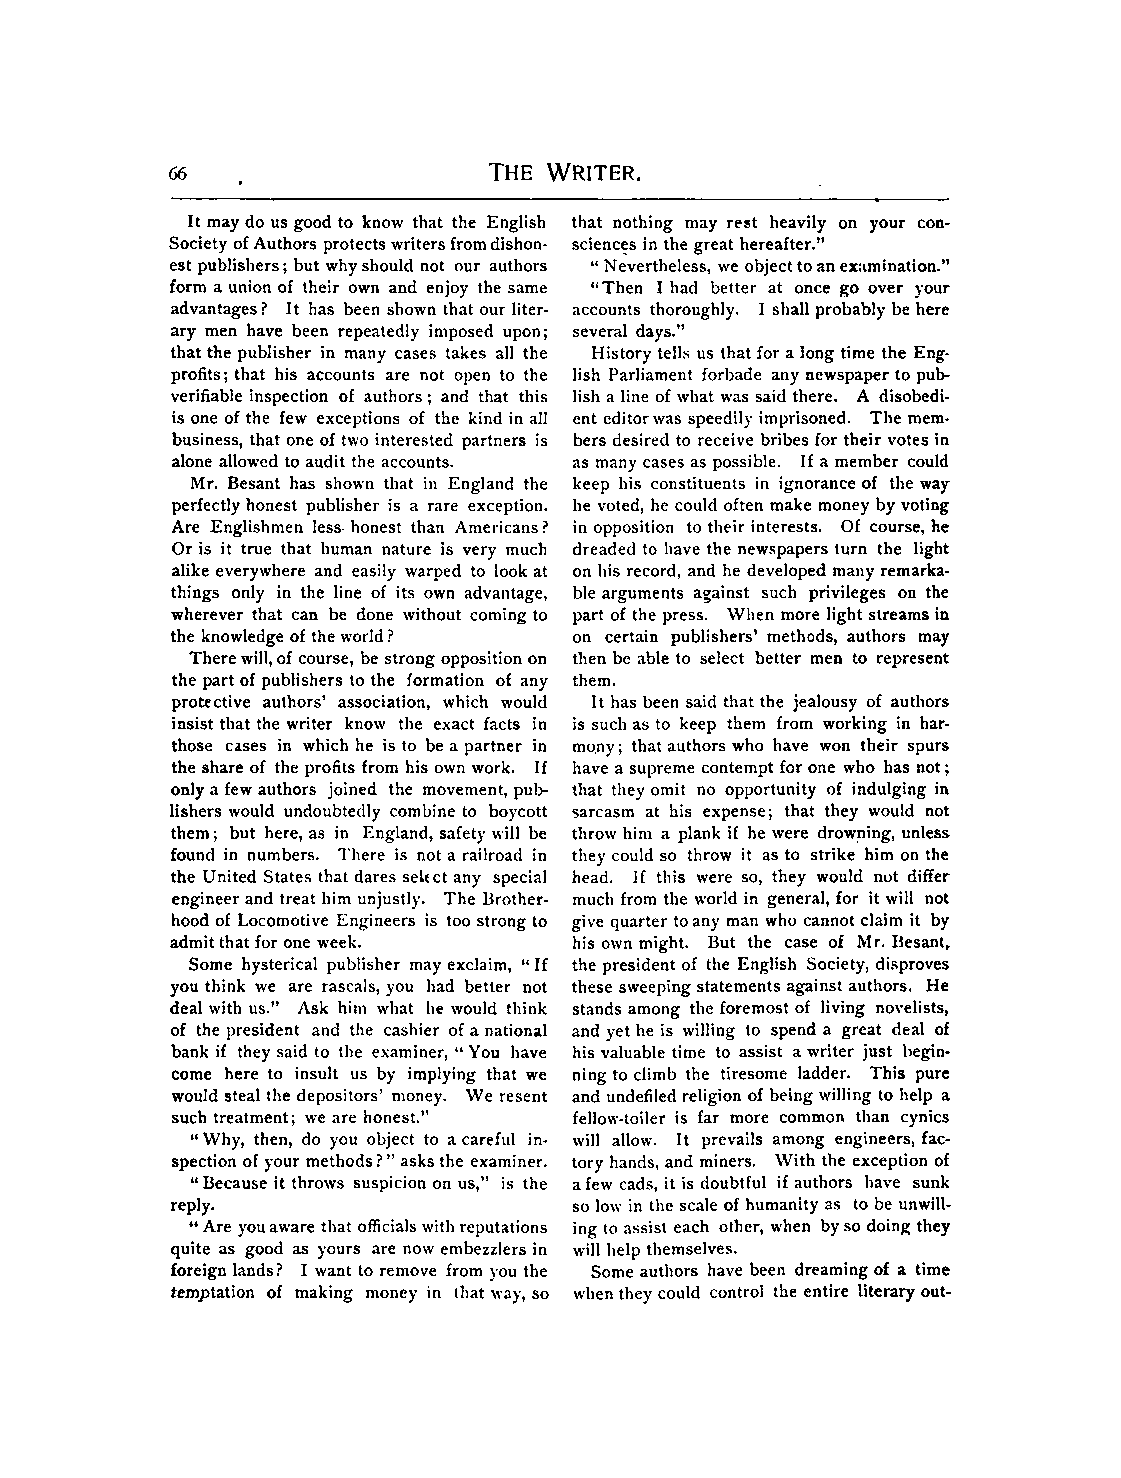 66
THE WRITER.
It may do us good to know that the English
Society of Authors protects writers from dishon-
est publishers; but why should not our authors
form a union of their own and enjoy the same
advantages? It has been shown that our liter-
ary men have been repeatedly imposed upon;
that the publisher in many cases takes all the
profits; that his accounts are not open to the
verifiable inspection of authors; and that this
is one of the few exceptions of the kind in all
business, that one of two interested partners is
alone allowed to audit the accounts.
Mr. Besant has shown that in England the
perfectly honest publisher is a rare exception.
Are Englishmen less honest than Americans?
Or is it true that human nature is very much
alike everywhere and easily warped to look at
things only in the line of its own advantage,
wherever that can be done without coming to
the knowledge of the world?
There will, of course, be strong opposition on
the part of publishers to the formation of any
protective authors' association, which would
insist that the writer know the exact facts in
those cases in which he is to be a partner in
the share of the profits from his own work. If
only a few authors joined the movement, pub-
lishers would undoubtedly combine to boycott
them; but here, as in England, safety will be
found in numbers. There is not a railroad in
the United States that dares select any special
engineer and treat him unjustly. The Brother-
hood of Locomotive Engineers is too strong to
admit that for one week.
Some hysterical publisher may exclaim, "If
you think we are rascals, you had better not
deal with us." Ask him what he would think
of the president and the cashier of a national
bank if they said to the examiner, "You have
come here to insult us by implying that we
would steal the depositors' money. We resent
such treatment; we are honest."
"Why, then, do you object to a careful in-
spection of your methods?" asks the examiner.
"Because it throws suspicion on us," is the
reply.
"Are you aware that officials with reputations
quite as good as yours are now embezzlers in
foreign lands? I want to remove from you the
temptation of making money in that way, so
that nothing may rest heavily on your con-
sciences in the great hereafter."
"Nevertheless, we object to an examination."
"Then I had better at once go over your
accounts thoroughly. I shall probably be here
several days."
History tells us that for a long time the Eng-
lish Parliament forbade any newspaper to pub-
lish a line of what was said there. A disobedi-
ent editor was speedily imprisoned. The mem-
bers desired to receive bribes for their votes in
as many cases as possible. If a member could
keep his constituents in ignorance of the way
he voted, he could often make money by voting
in opposition to their interests. Of course, he
dreaded to have the newspapers turn the light
on his record, and he developed many remarka-
ble arguments against such privileges on the
part of the press. When more light streams in
on certain publishers' methods, authors may
then be able to select better men to represent
them.
It has been said that the jealousy of authors
is such as to keep them from working in har-
mony; that authors who have won their spurs
have a supreme contempt for one who has not;
that they omit no opportunity of indulging in
sarcasm at his expense; that they would not
throw him a plank if he were drowning, unless
they could so throw it as to strike him on the
head. If this were so, they would not differ
much from the world in general, for it will not
give quarter to any man who cannot claim it by
his own might. But the case of Mr. Besant,
the president of the English Society, disproves
these sweeping statements against authors. He
stands among the foremost of living novelists,
and yet he is willing to spend a great deal of
his valuable time to assist a writer just begin-
ning to climb the tiresome ladder. This pure
and undefiled religion of being willing to help a
fellow-toiler is far more common than cynics
will allow. It prevails among engineers, fac-
tory hands, and miners. With the exception of
a few cads, it is doubtful if authors have sunk
so low in the scale of humanity as to be unwill-
ing to assist each other, when by so doing they
will help themselves.
Some authors have been dreaming of a time
when they could control the entire literary out-